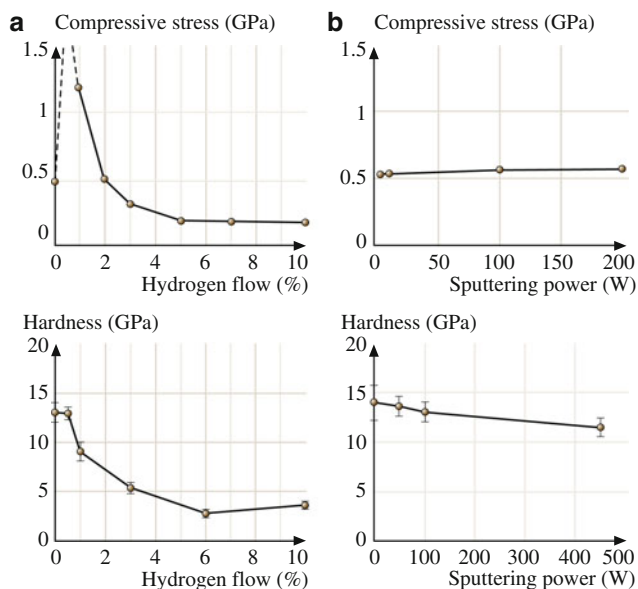 a Compressive stress (GPa)
1.5
1
0.5
0
0 2 4 6 8 10
Hydrogen flow (%)
b Compressive stress (GPa)
1.5
1
0.5
0
50 100 150 200
Sputtering power (W)
Hardness (GPa)
20
15
10
5
0
0 2 4 6 8 10
Hydrogen flow (%)
Hardness (GPa)
20
15
10
5
0
0 100 200 300 400 500
Sputtering power (W)